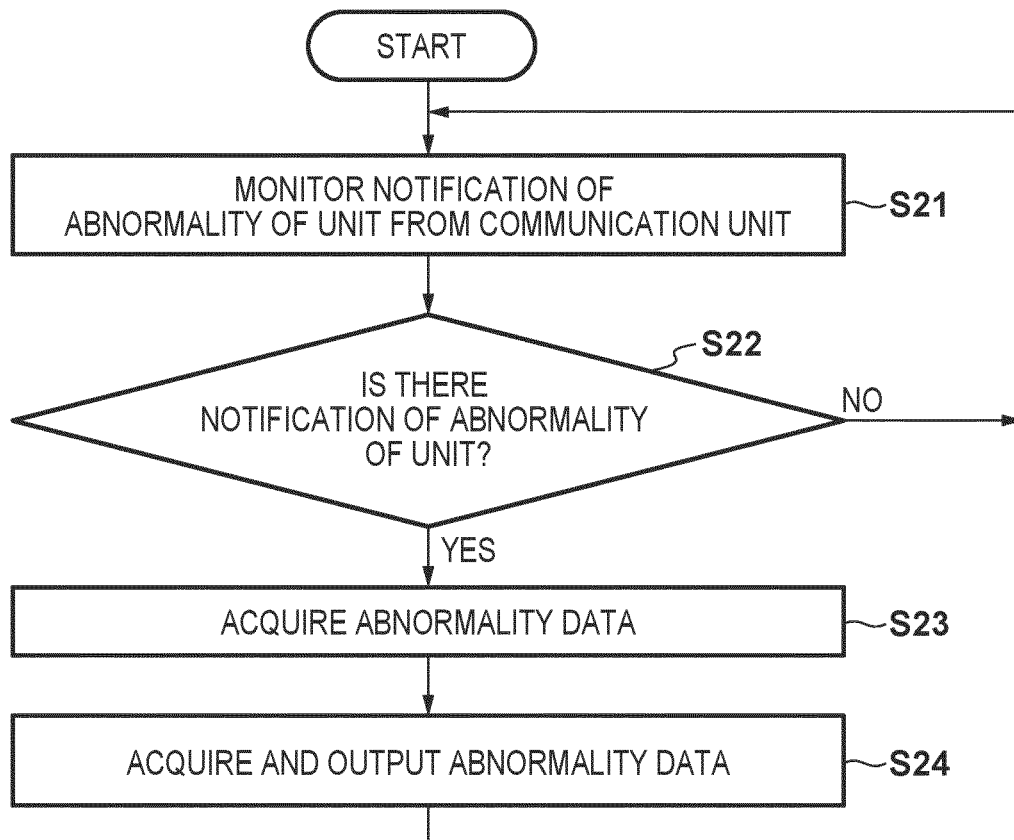 START
MONITOR NOTIFICATION OF
ABNORMALITY OF UNIT FROM COMMUNICATION UNIT
S21
S22
IS THERE
NOTIFICATION OF ABNORMALITY
OF UNIT?
NO
YES
ACQUIRE ABNORMALITY DATA
S23
ACQUIRE AND OUTPUT ABNORMALITY DATA
S24